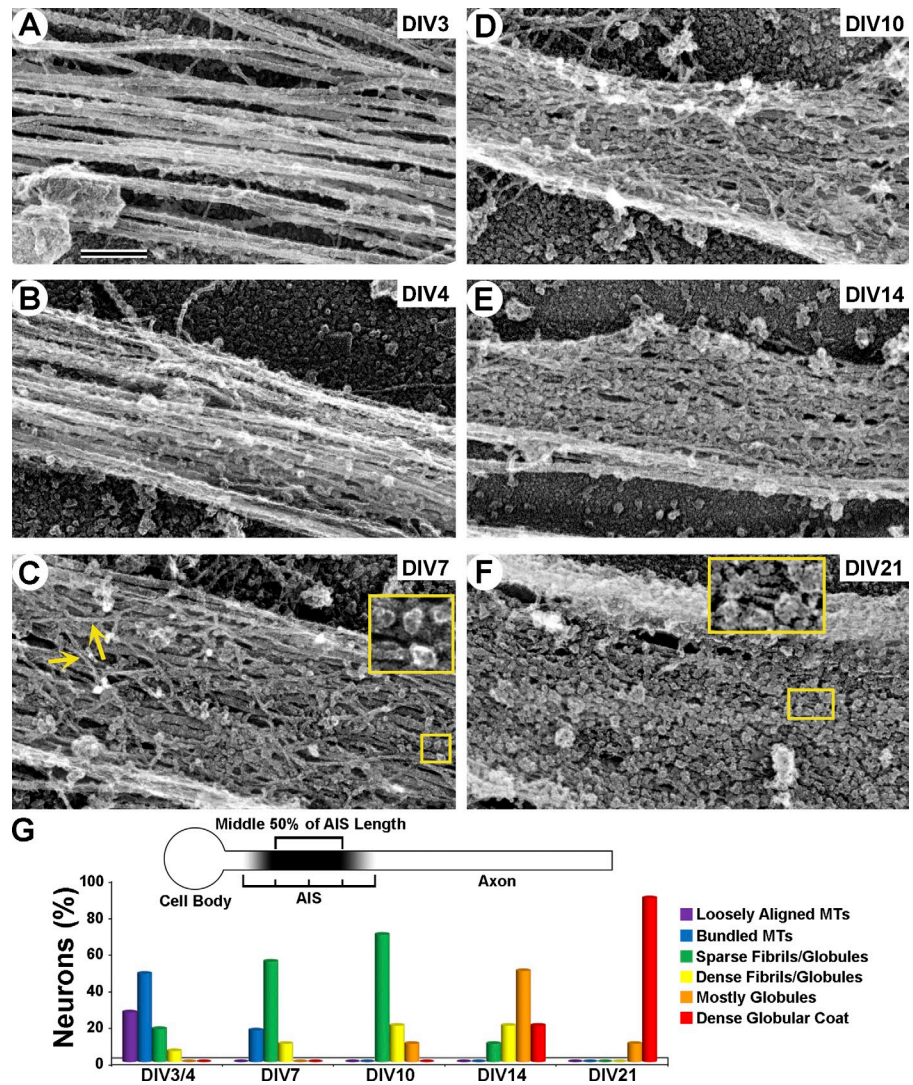 A DIV3
D DIV10
B DIV4
E DIV14
C DIV7
F DIV21
G
Middle 50% of AIS Length
Cell Body
AIS
Axon
Neurons (%)
100
80
60
40
20
0
DIV3/4 DIV7 DIV10 DIV14 DIV21
Loosely Aligned MTs
Bundled MTs
Sparse Fibrils/Globules
Dense Fibrils/Globules
Mostly Globules
Dense Globular Coat